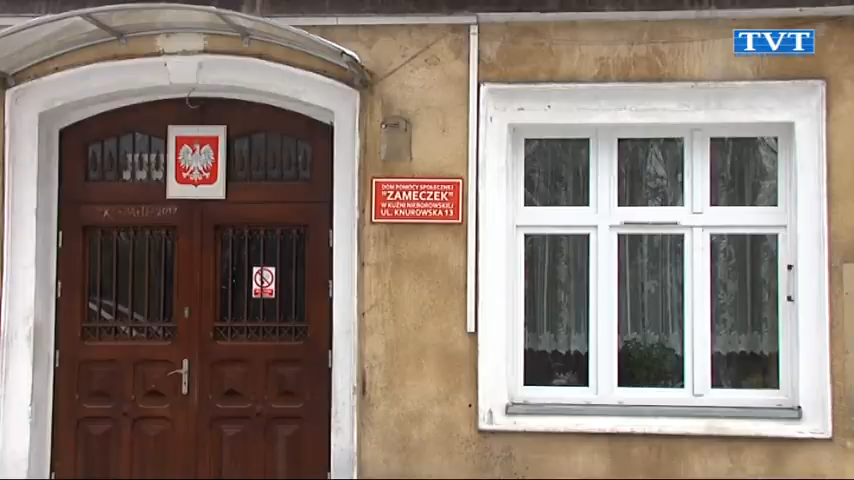 TVT
DOM POMOCY SPOŁECZNEJ
"ZAMECZEK"
W KUŹNI NIEBOROWSKIEJ
UL. KNUROWSKA 13